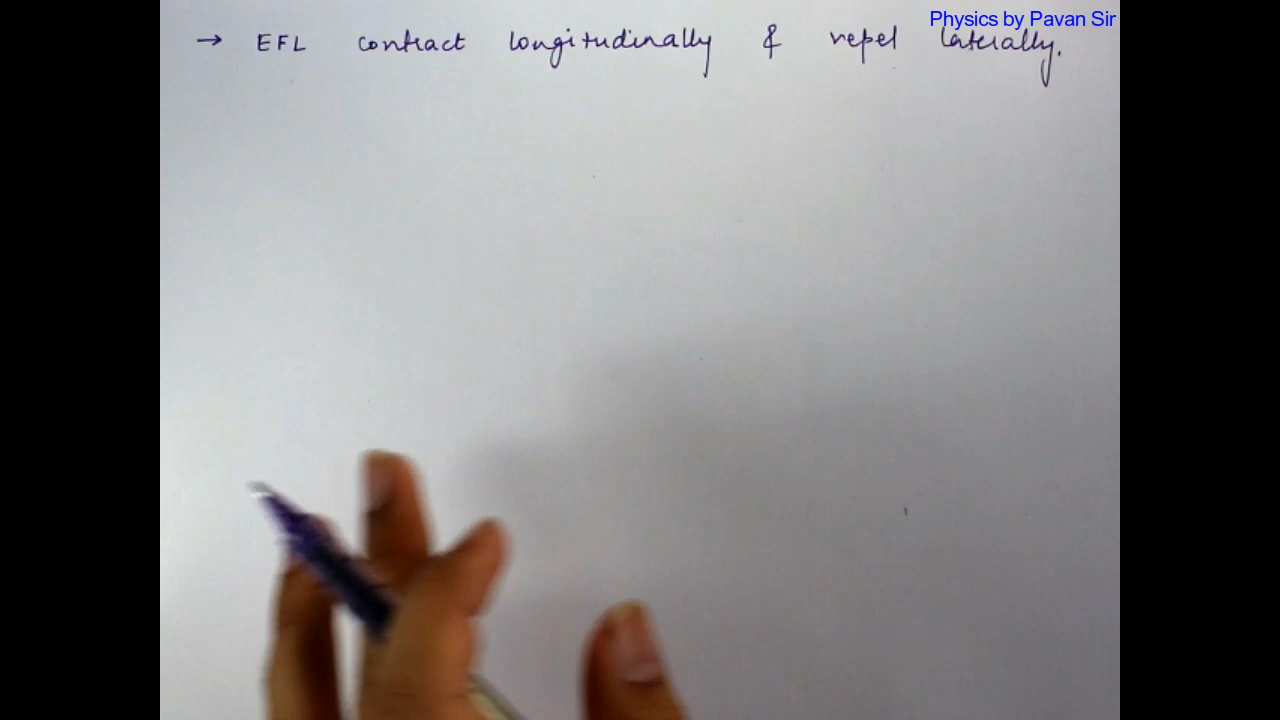 Physics by Pavan Sir
→ EFL contract longitudinally & repel laterally.